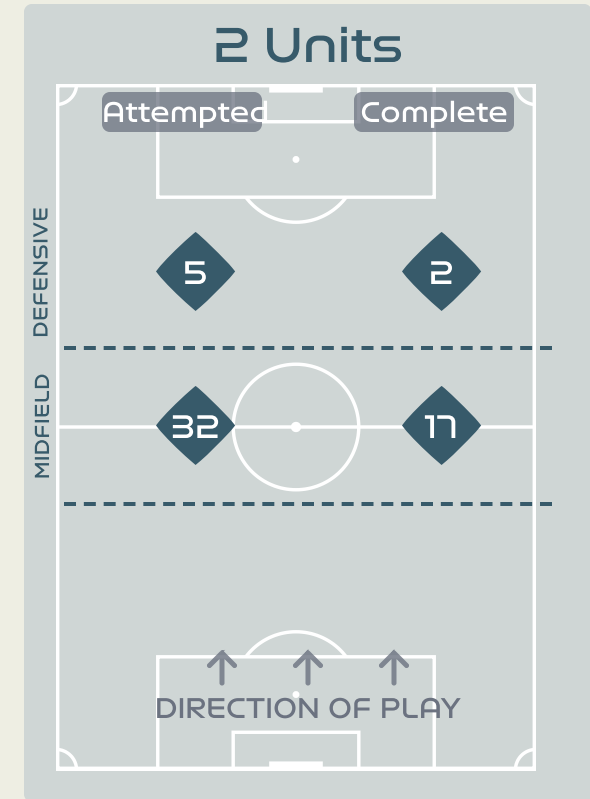 2 Units
Attempted Complete
DEFENSIVE
5 2
MIDFIELD
32 17
DIRECTION OF PLAY